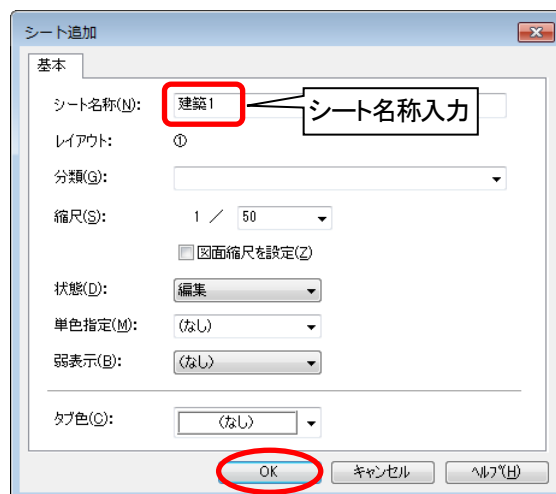 シート追加
基本
シート名称(N): 建築1 シート名称入力
レイアウト: ①
分類(G):
縮尺(S): 1 / 50
図面縮尺を設定(Z)
状態(D): 編集
単色指定(M): (なし)
弱表示(B): (なし)
タブ色(C): (なし)
OK キャンセル ヘルプ(H)